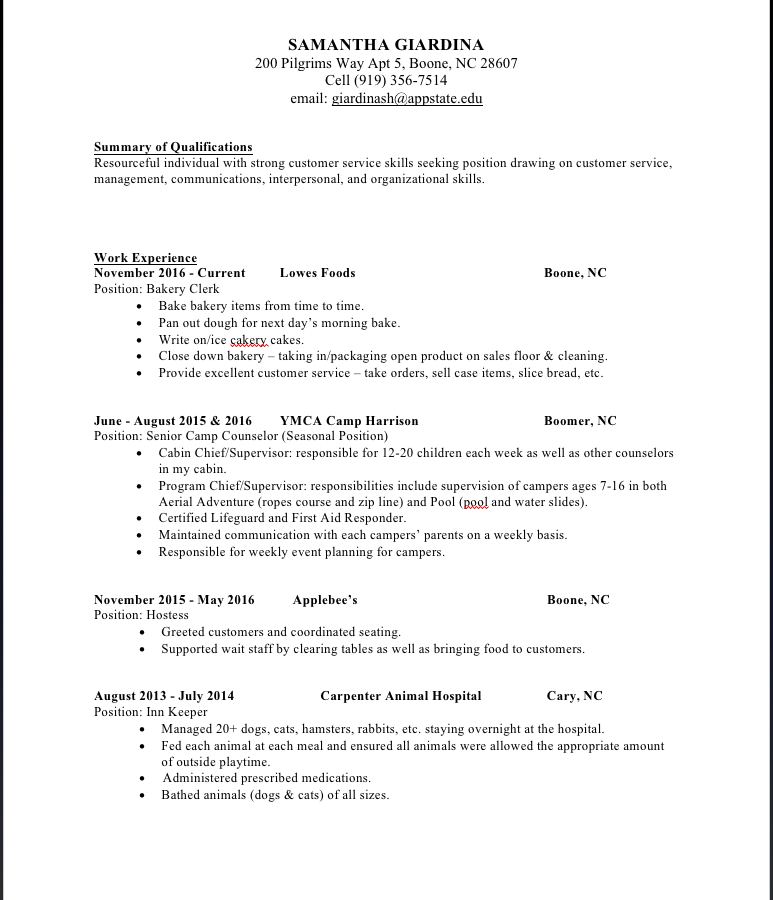 SAMANTHA GIARDINA
200 Pilgrims Way Apt 5, Boone, NC 28607
Cell (919) 356-7514
email: giardinash@appstate.edu
Summary of Qualifications
Resourceful individual with strong customer service skills seeking position drawing on customer service,
management, communications, interpersonal, and organizational skills.
Work Experience
November 2016 - Current Lowes Foods Boone, NC
Position: Bakery Clerk
• Bake bakery items from time to time.
• Pan out dough for next day’s morning bake.
• Write on/ice cakery cakes.
• Close down bakery – taking in/packaging open product on sales floor & cleaning.
• Provide excellent customer service – take orders, sell case items, slice bread, etc.
June - August 2015 & 2016 YMCA Camp Harrison Boomer, NC
Position: Senior Camp Counselor (Seasonal Position)
• Cabin Chief/Supervisor: responsible for 12-20 children each week as well as other counselors
in my cabin.
• Program Chief/Supervisor: responsibilities include supervision of campers ages 7-16 in both
Aerial Adventure (ropes course and zip line) and Pool (pool and water slides).
• Certified Lifeguard and First Aid Responder.
• Maintained communication with each campers’ parents on a weekly basis.
• Responsible for weekly event planning for campers.
November 2015 - May 2016 Applebee’s Boone, NC
Position: Hostess
• Greeted customers and coordinated seating.
• Supported wait staff by clearing tables as well as bringing food to customers.
August 2013 - July 2014 Carpenter Animal Hospital Cary, NC
Position: Inn Keeper
• Managed 20+ dogs, cats, hamsters, rabbits, etc. staying overnight at the hospital.
• Fed each animal at each meal and ensured all animals were allowed the appropriate amount
of outside playtime.
• Administered prescribed medications.
• Bathed animals (dogs & cats) of all sizes.